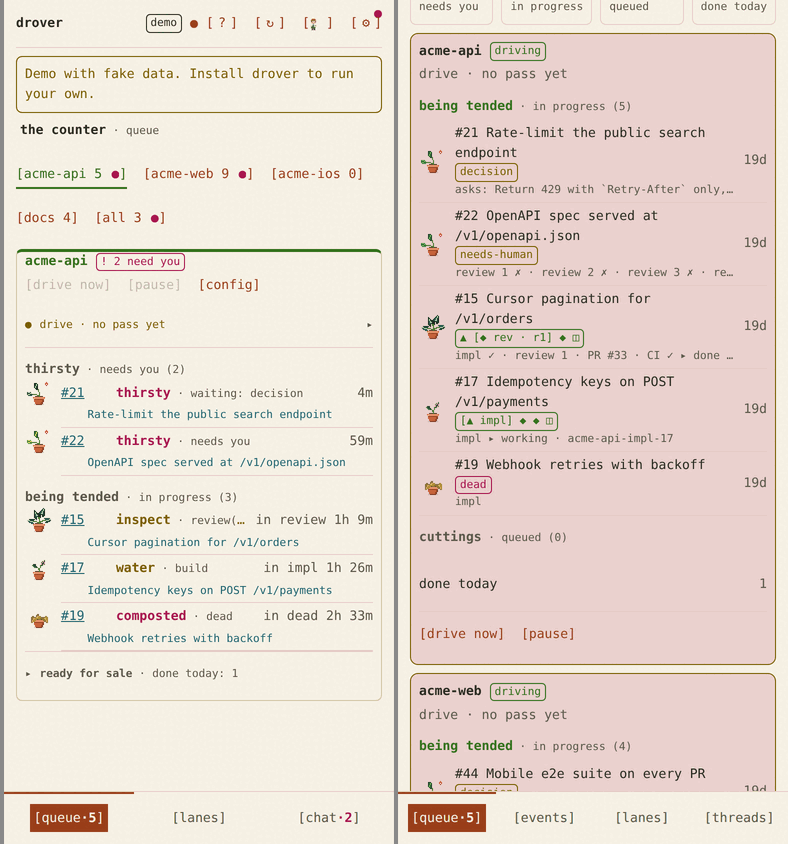 drover demo ● [?] [↻] [ ] [⚙]
Demo with fake data. Install drover to run
your own.
the counter · queue
[acme-api 5 ●] [acme-web 9 ●] [acme-ios 0]
[docs 4] [all 3 ●]
acme-api ! 2 need you
[drive now] [pause] [config]
● drive · no pass yet ▸
thirsty · needs you (2)
#21 thirsty · waiting: decision 4m
Rate-limit the public search endpoint
#22 thirsty · needs you 59m
OpenAPI spec served at /v1/openapi.json
being tended · in progress (3)
#15 inspect · review(… in review 1h 9m
Cursor pagination for /v1/orders
#17 water · build in impl 1h 26m
Idempotency keys on POST /v1/payments
#19 composted · dead in dead 2h 33m
Webhook retries with backoff
▸ ready for sale · done today: 1
[queue·5] [lanes] [chat·2]
needs you in progress queued done today
acme-api driving
drive · no pass yet
being tended · in progress (5)
#21 Rate-limit the public search
endpoint 19d
decision
asks: Return 429 with `Retry-After` only,…
#22 OpenAPI spec served at
/v1/openapi.json 19d
needs-human
review 1 ✗ · review 2 ✗ · review 3 ✗ · re…
#15 Cursor pagination for
/v1/orders 19d
▲ [◆ rev · r1] ◆ ◫
impl ✓ · review 1 · PR #33 · CI ✓ ▸ done …
#17 Idempotency keys on POST
/v1/payments 19d
[▲ impl] ◆ ◆ ◫
impl ▸ working · acme-api-impl-17
#19 Webhook retries with backoff
dead 19d
impl
cuttings · queued (0)
done today 1
[drive now] [pause]
acme-web driving
drive · no pass yet
being tended · in progress (4)
#44 Mobile e2e suite on every PR
decision 19d
[queue·5] [events] [lanes] [threads]